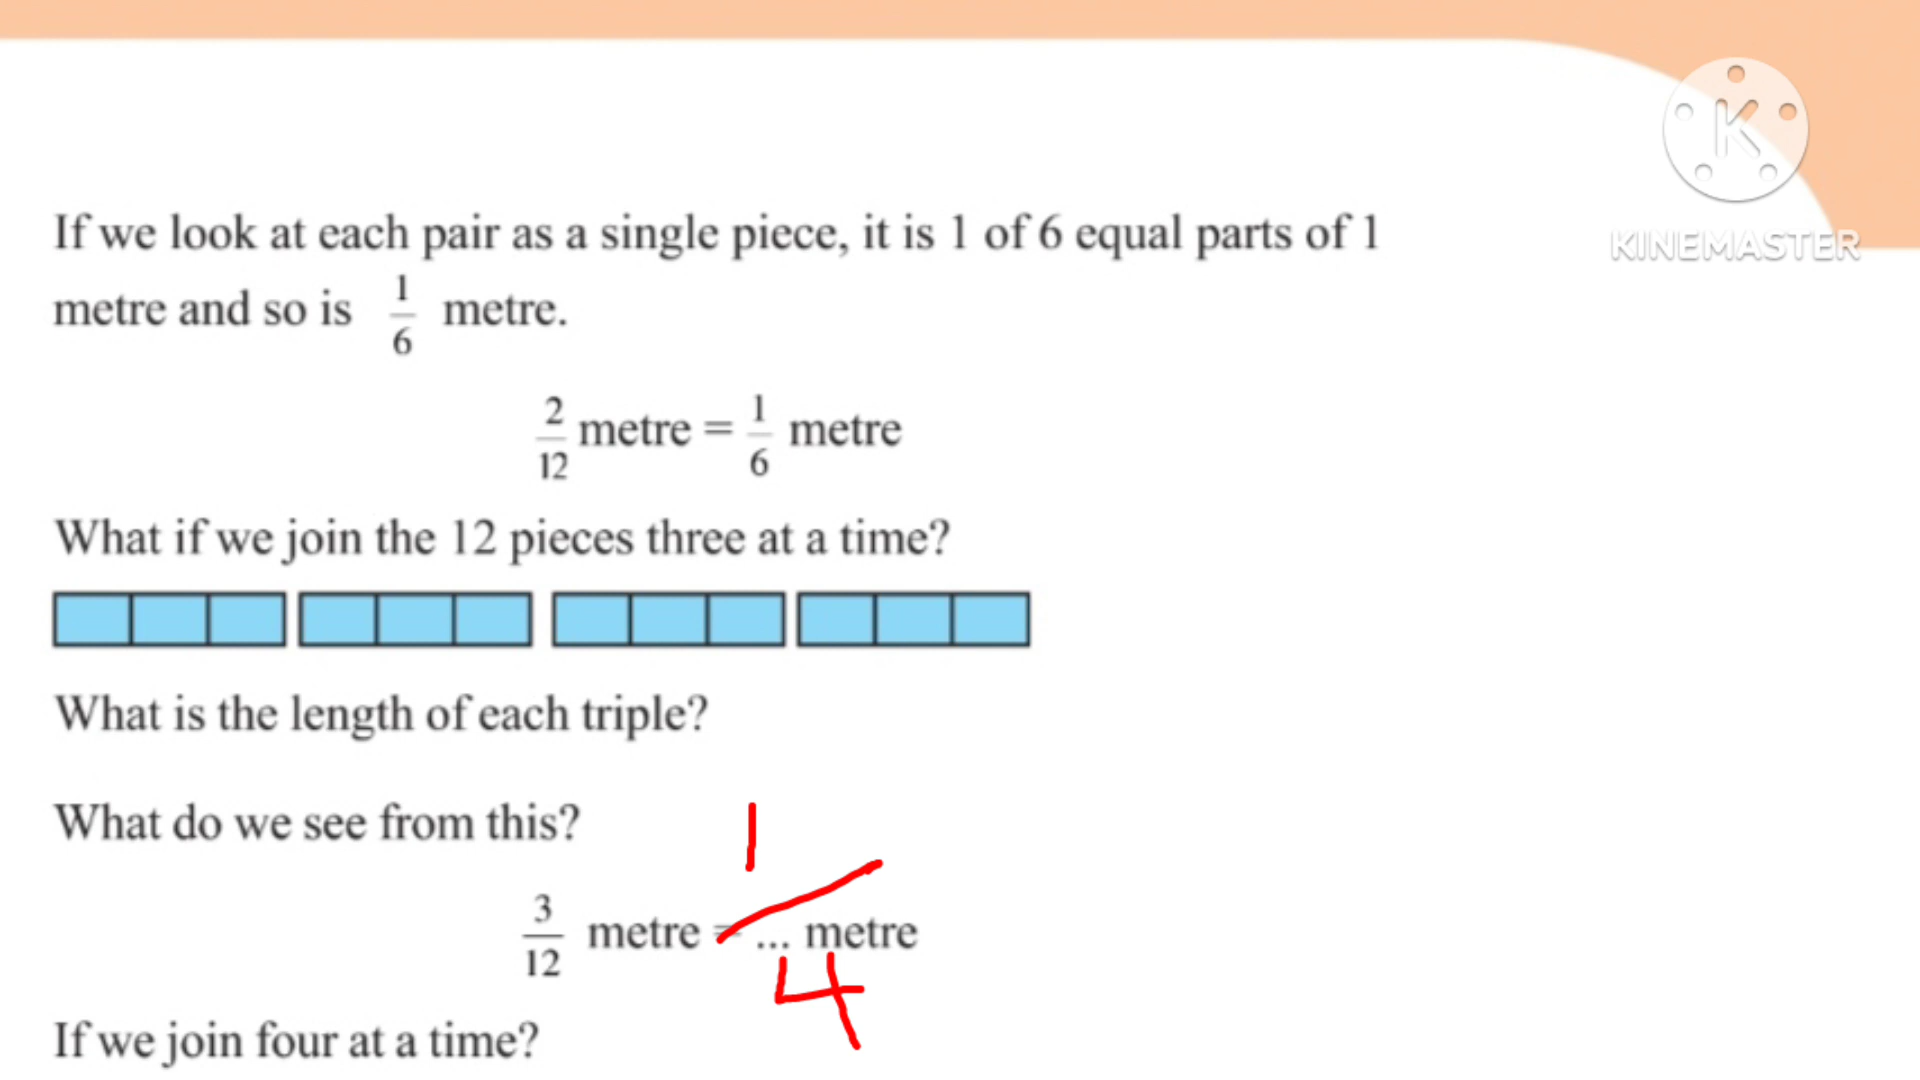 KINEMASTER
If we look at each pair as a single piece, it is 1 of 6 equal parts of 1
metre and so is 1/6 metre.
2/12 metre = 1/6 metre
What if we join the 12 pieces three at a time?
What is the length of each triple?
What do we see from this?
3/12 metre = ... metre
1/4
If we join four at a time?